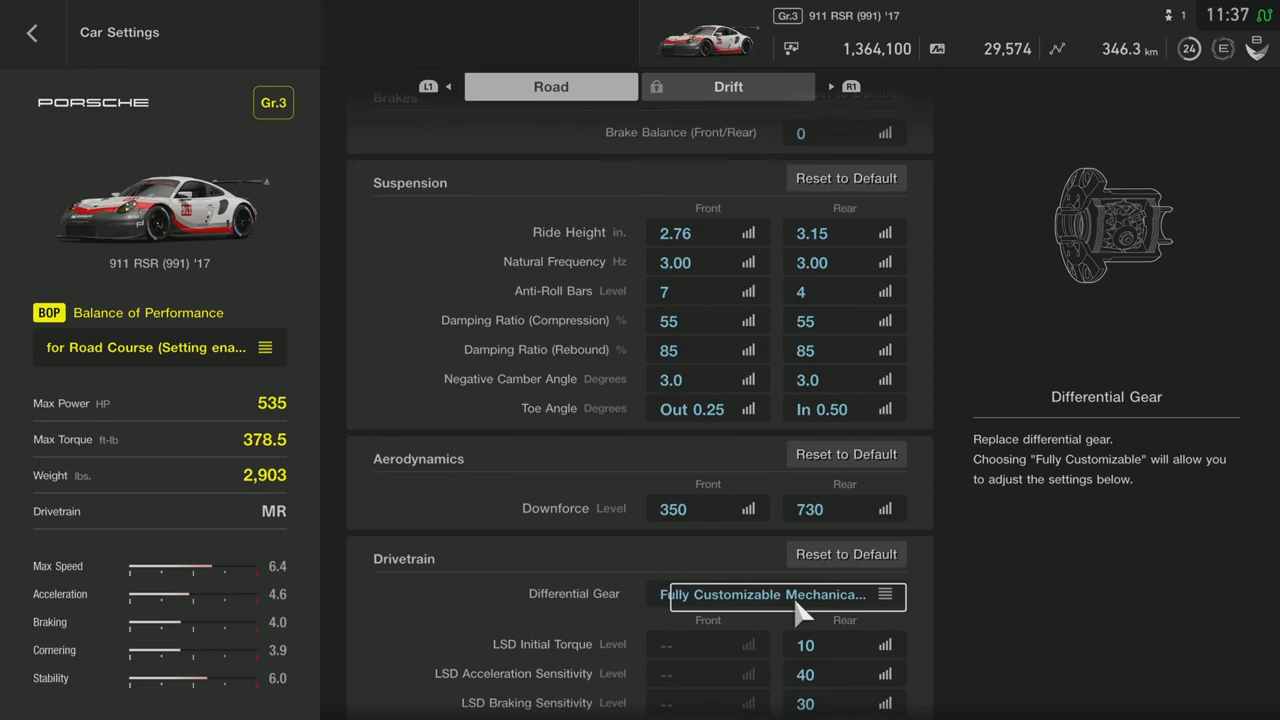 Car Settings
Gr.3 911 RSR (991) '17
1,364,100 29,574 346.3 km
1 11:37
24 E B
L1 Road Drift R1
PORSCHE Gr.3
911
911 RSR (991) '17
BOP Balance of Performance
for Road Course (Setting ena...
Max Power HP 535
Max Torque ft-lb 378.5
Weight lbs. 2,903
Drivetrain MR
Max Speed 6.4
Acceleration 4.6
Braking 4.0
Cornering 3.9
Stability 6.0
Brakes Reset to Default
Brake Balance (Front/Rear) 0
Suspension Reset to Default
Front Rear
Ride Height in. 2.76 3.15
Natural Frequency Hz 3.00 3.00
Anti-Roll Bars Level 7 4
Damping Ratio (Compression) % 55 55
Damping Ratio (Rebound) % 85 85
Negative Camber Angle Degrees 3.0 3.0
Toe Angle Degrees Out 0.25 In 0.50
Aerodynamics Reset to Default
Front Rear
Downforce Level 350 730
Drivetrain Reset to Default
Differential Gear Fully Customizable Mechanica...
Front Rear
LSD Initial Torque Level -- 10
LSD Acceleration Sensitivity Level -- 40
LSD Braking Sensitivity Level -- 30
Differential Gear
Replace differential gear.
Choosing "Fully Customizable" will allow you
to adjust the settings below.